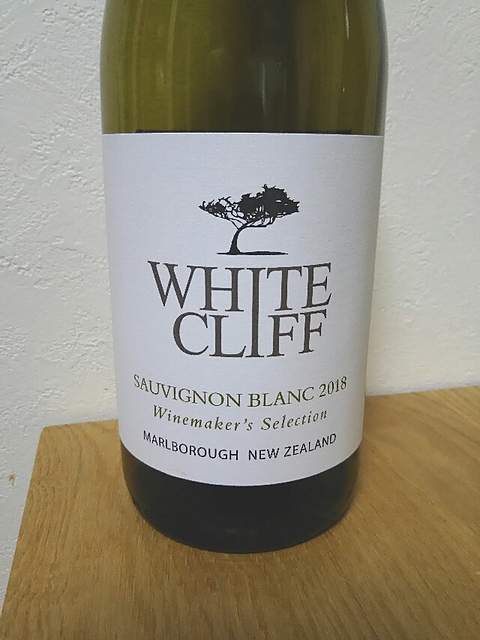 WHITE
CLIFF
SAUVIGNON BLANC 2018
Winemaker's Selection
MARLBOROUGH NEW ZEALAND